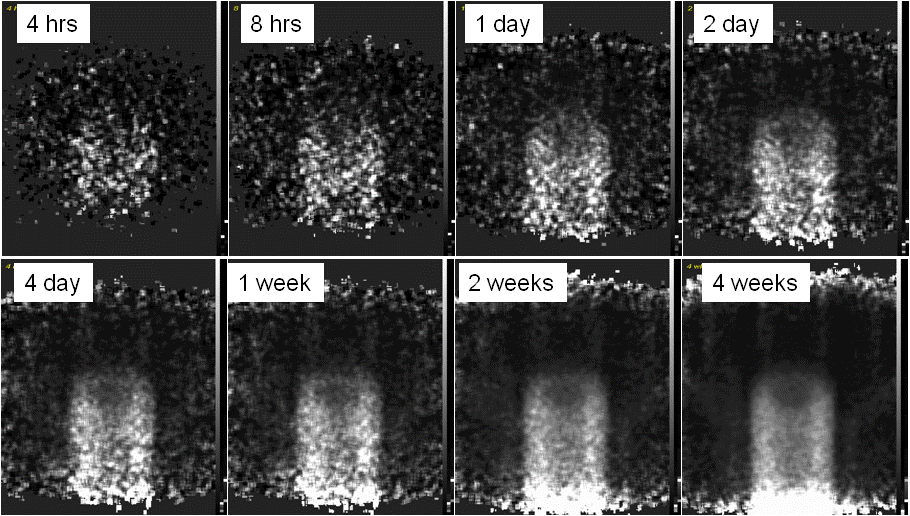 4 hrs
8 hrs
1 day
2 day
4 day
1 week
2 weeks
4 weeks